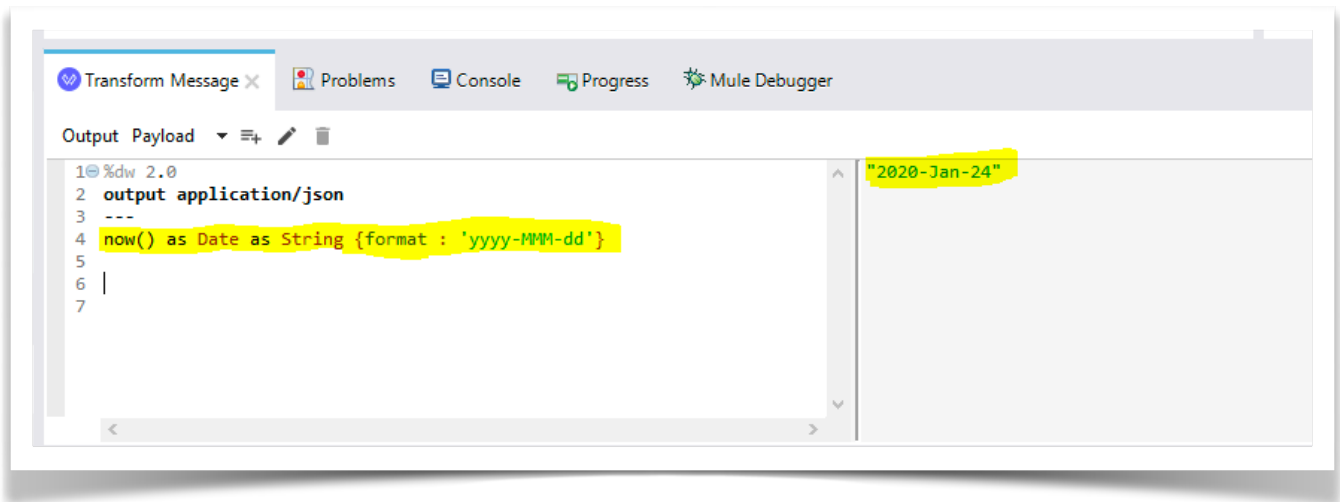 Transform Message Problems Console Progress Mule Debugger
Output Payload
1 %dw 2.0
2 output application/json
3 ---
4 now() as Date as String {format : 'yyyy-MMM-dd'}
5
6
7
"2020-Jan-24"